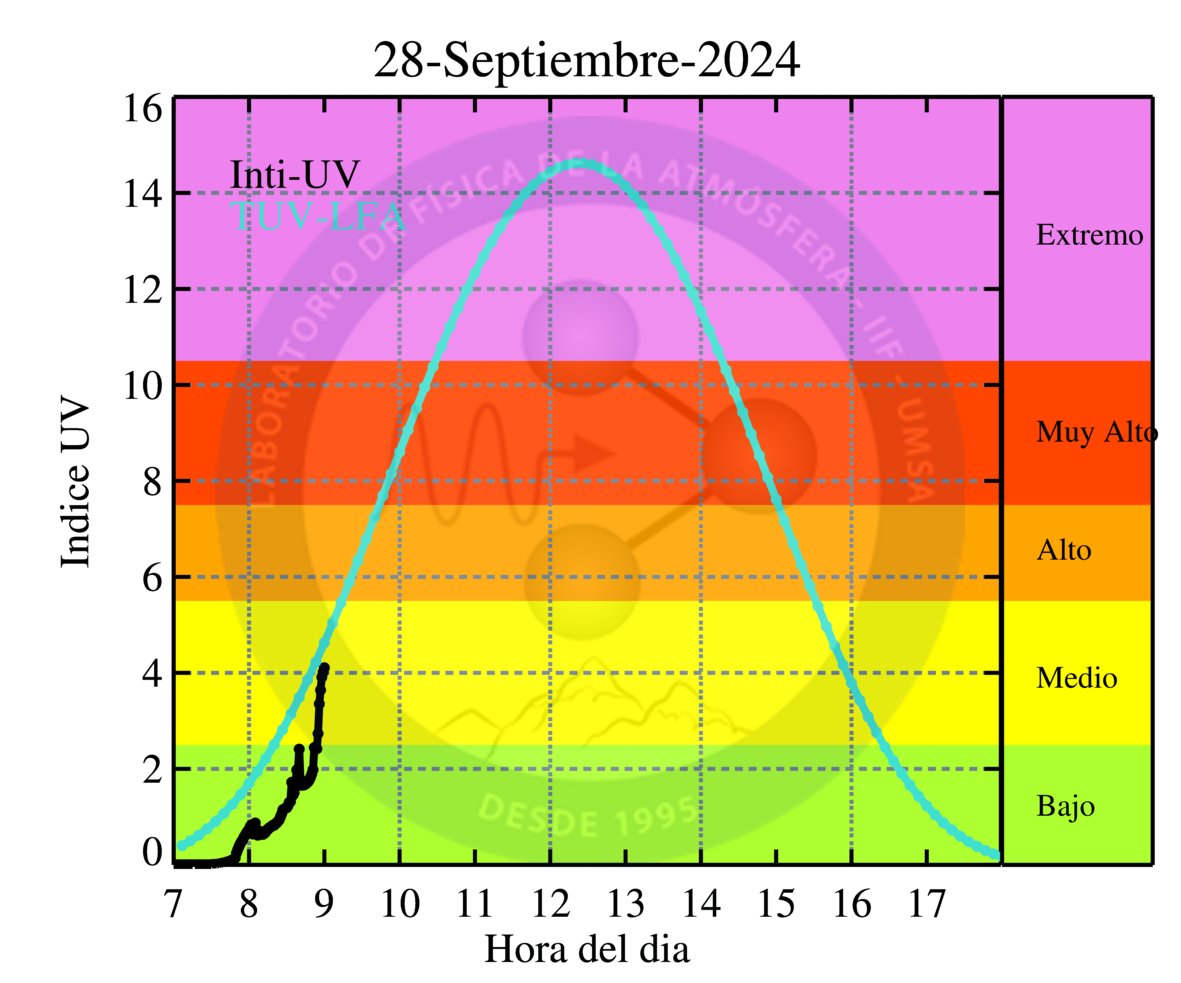 28-Septiembre-2024
Indice UV
16
14
12
10
8
6
4
2
0
Inti-UV
TUV-LFA
LABORATORIO DE FÍSICA DE LA ATMÓSFERA - IIF - UMSA
DESDE 1995
Extremo
Muy Alto
Alto
Medio
Bajo
7 8 9 10 11 12 13 14 15 16 17
Hora del dia